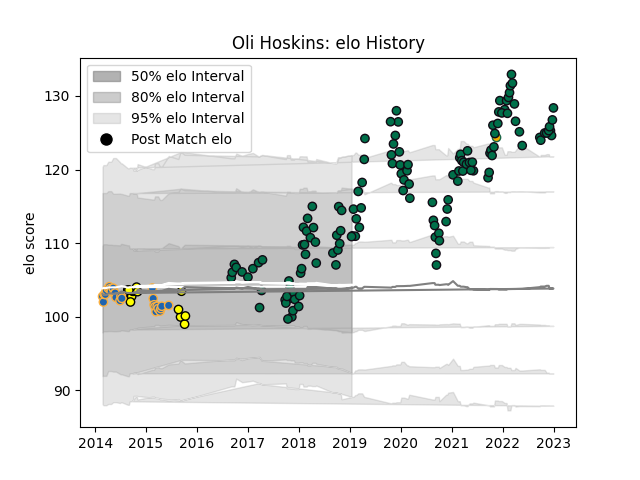 Oli Hoskins: elo History
50% elo Interval
80% elo Interval
95% elo Interval
Post Match elo
elo score
130
120
110
100
90
2014 2015 2016 2017 2018 2019 2020 2021 2022 2023